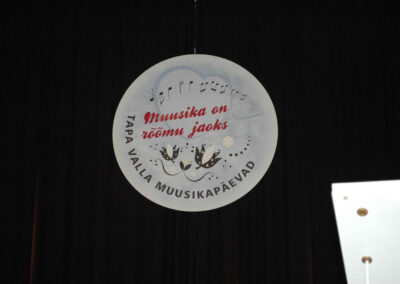 Muusika on
rõõmu jaoks
TAPA VALLA MUUSIKAPÄEVAD